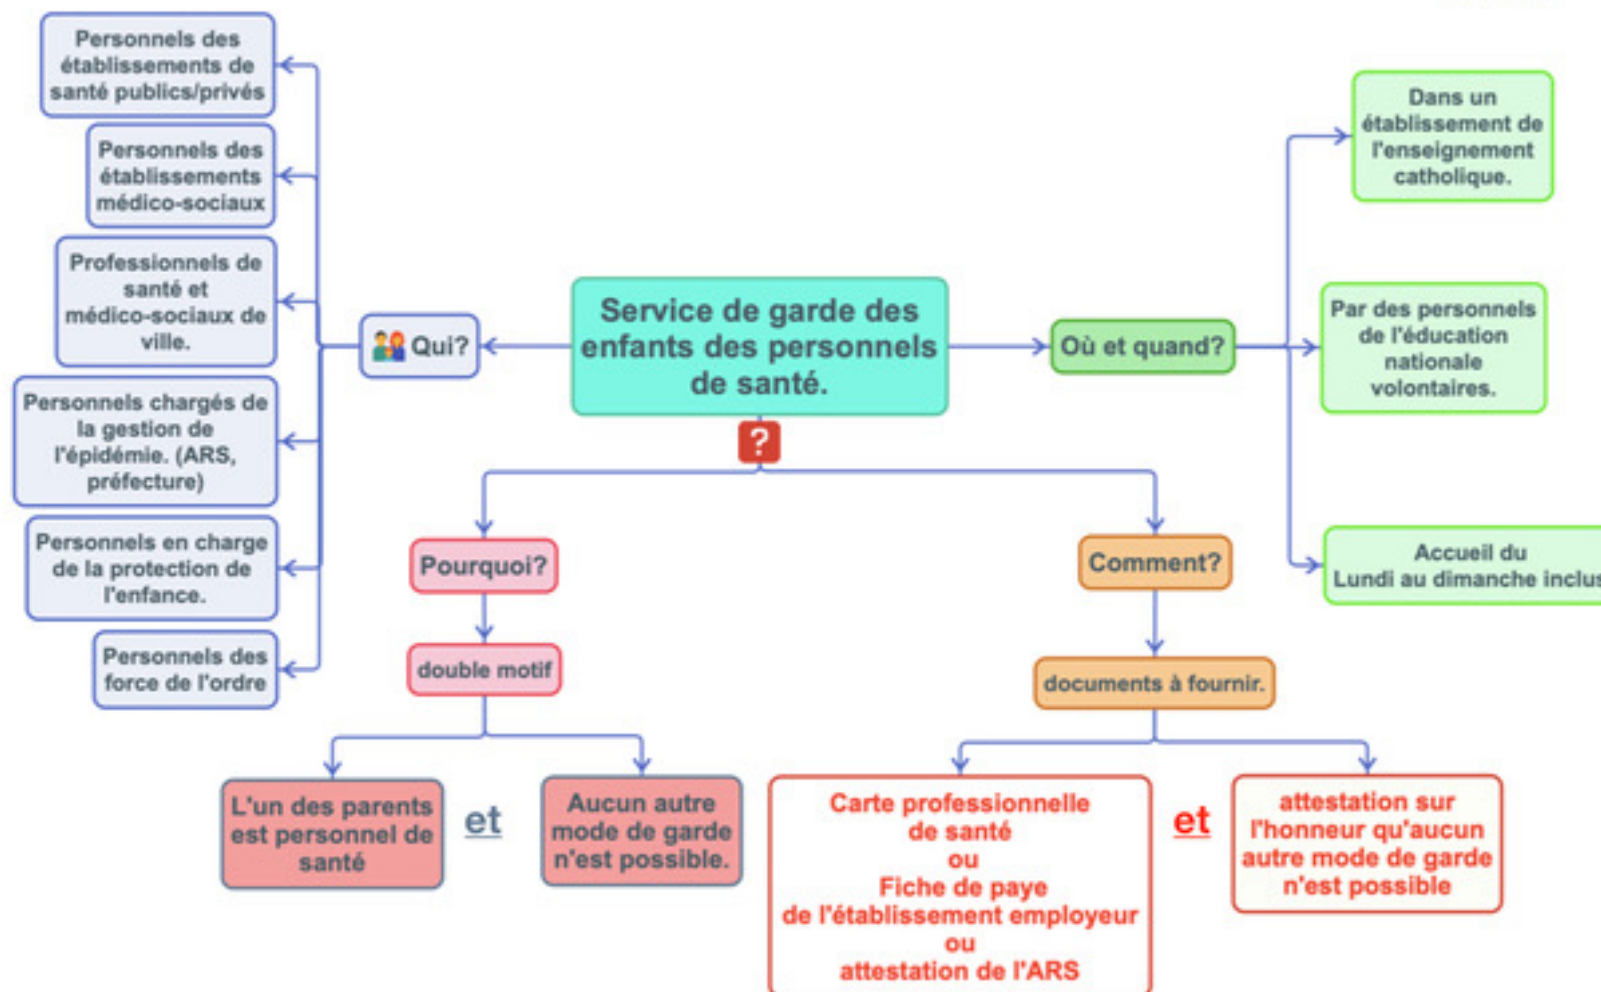 Personnels des
établissements de
santé publics/privés
Personnels des
établissements
médico-sociaux
Professionnels de
santé et
médico-sociaux de
ville.
Personnels chargés de
la gestion de
l'épidémie. (ARS,
préfecture)
Personnels en charge
de la protection de
l'enfance.
Personnels des
force de l'ordre
Qui?
Service de garde des
enfants des personnels
de santé.
?
Où et quand?
Dans un
établissement de
l'enseignement
catholique.
Par des personnels
de l'éducation
nationale
volontaires.
Accueil du
Lundi au dimanche inclus
Pourquoi?
double motif
L'un des parents
est personnel de
santé
et
Aucun autre
mode de garde
n'est possible.
Comment?
documents à fournir.
Carte professionnelle
de santé
ou
Fiche de paye
de l'établissement employeur
ou
attestation de l'ARS
et
attestation sur
l'honneur qu'aucun
autre mode de garde
n'est possible